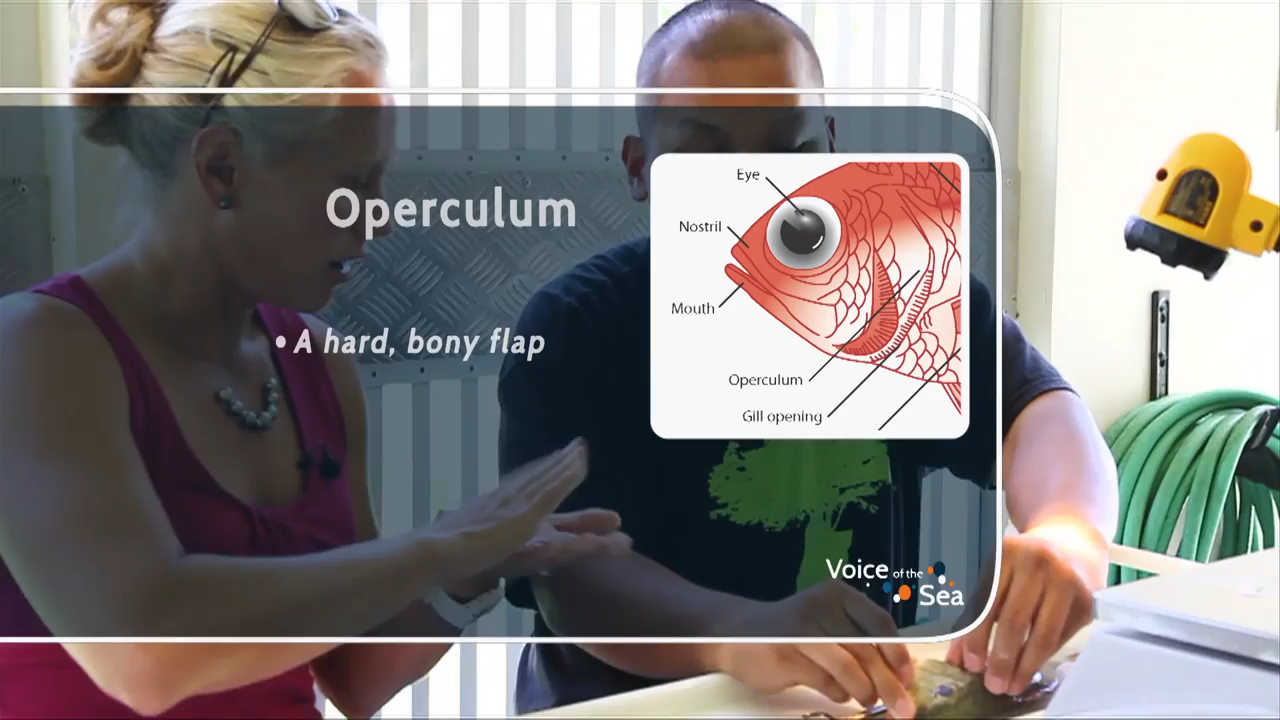 Operculum
• A hard, bony flap
Eye
Nostril
Mouth
Operculum
Gill opening
Voice of the
Sea